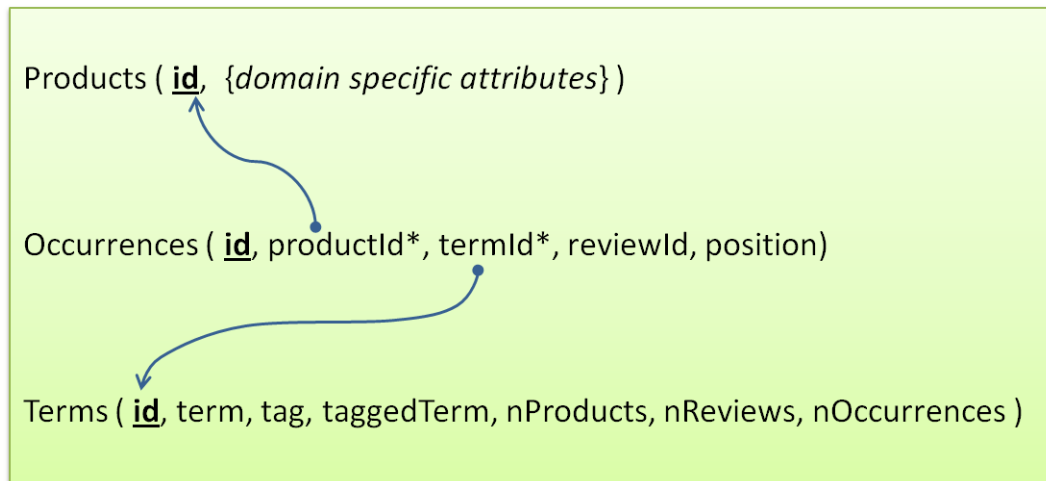 Products ( id,  {domain specific attributes} )
Occurrences ( id, productId*, termId*, reviewId, position)
Terms ( id, term, tag, taggedTerm, nProducts, nReviews, nOccurrences )